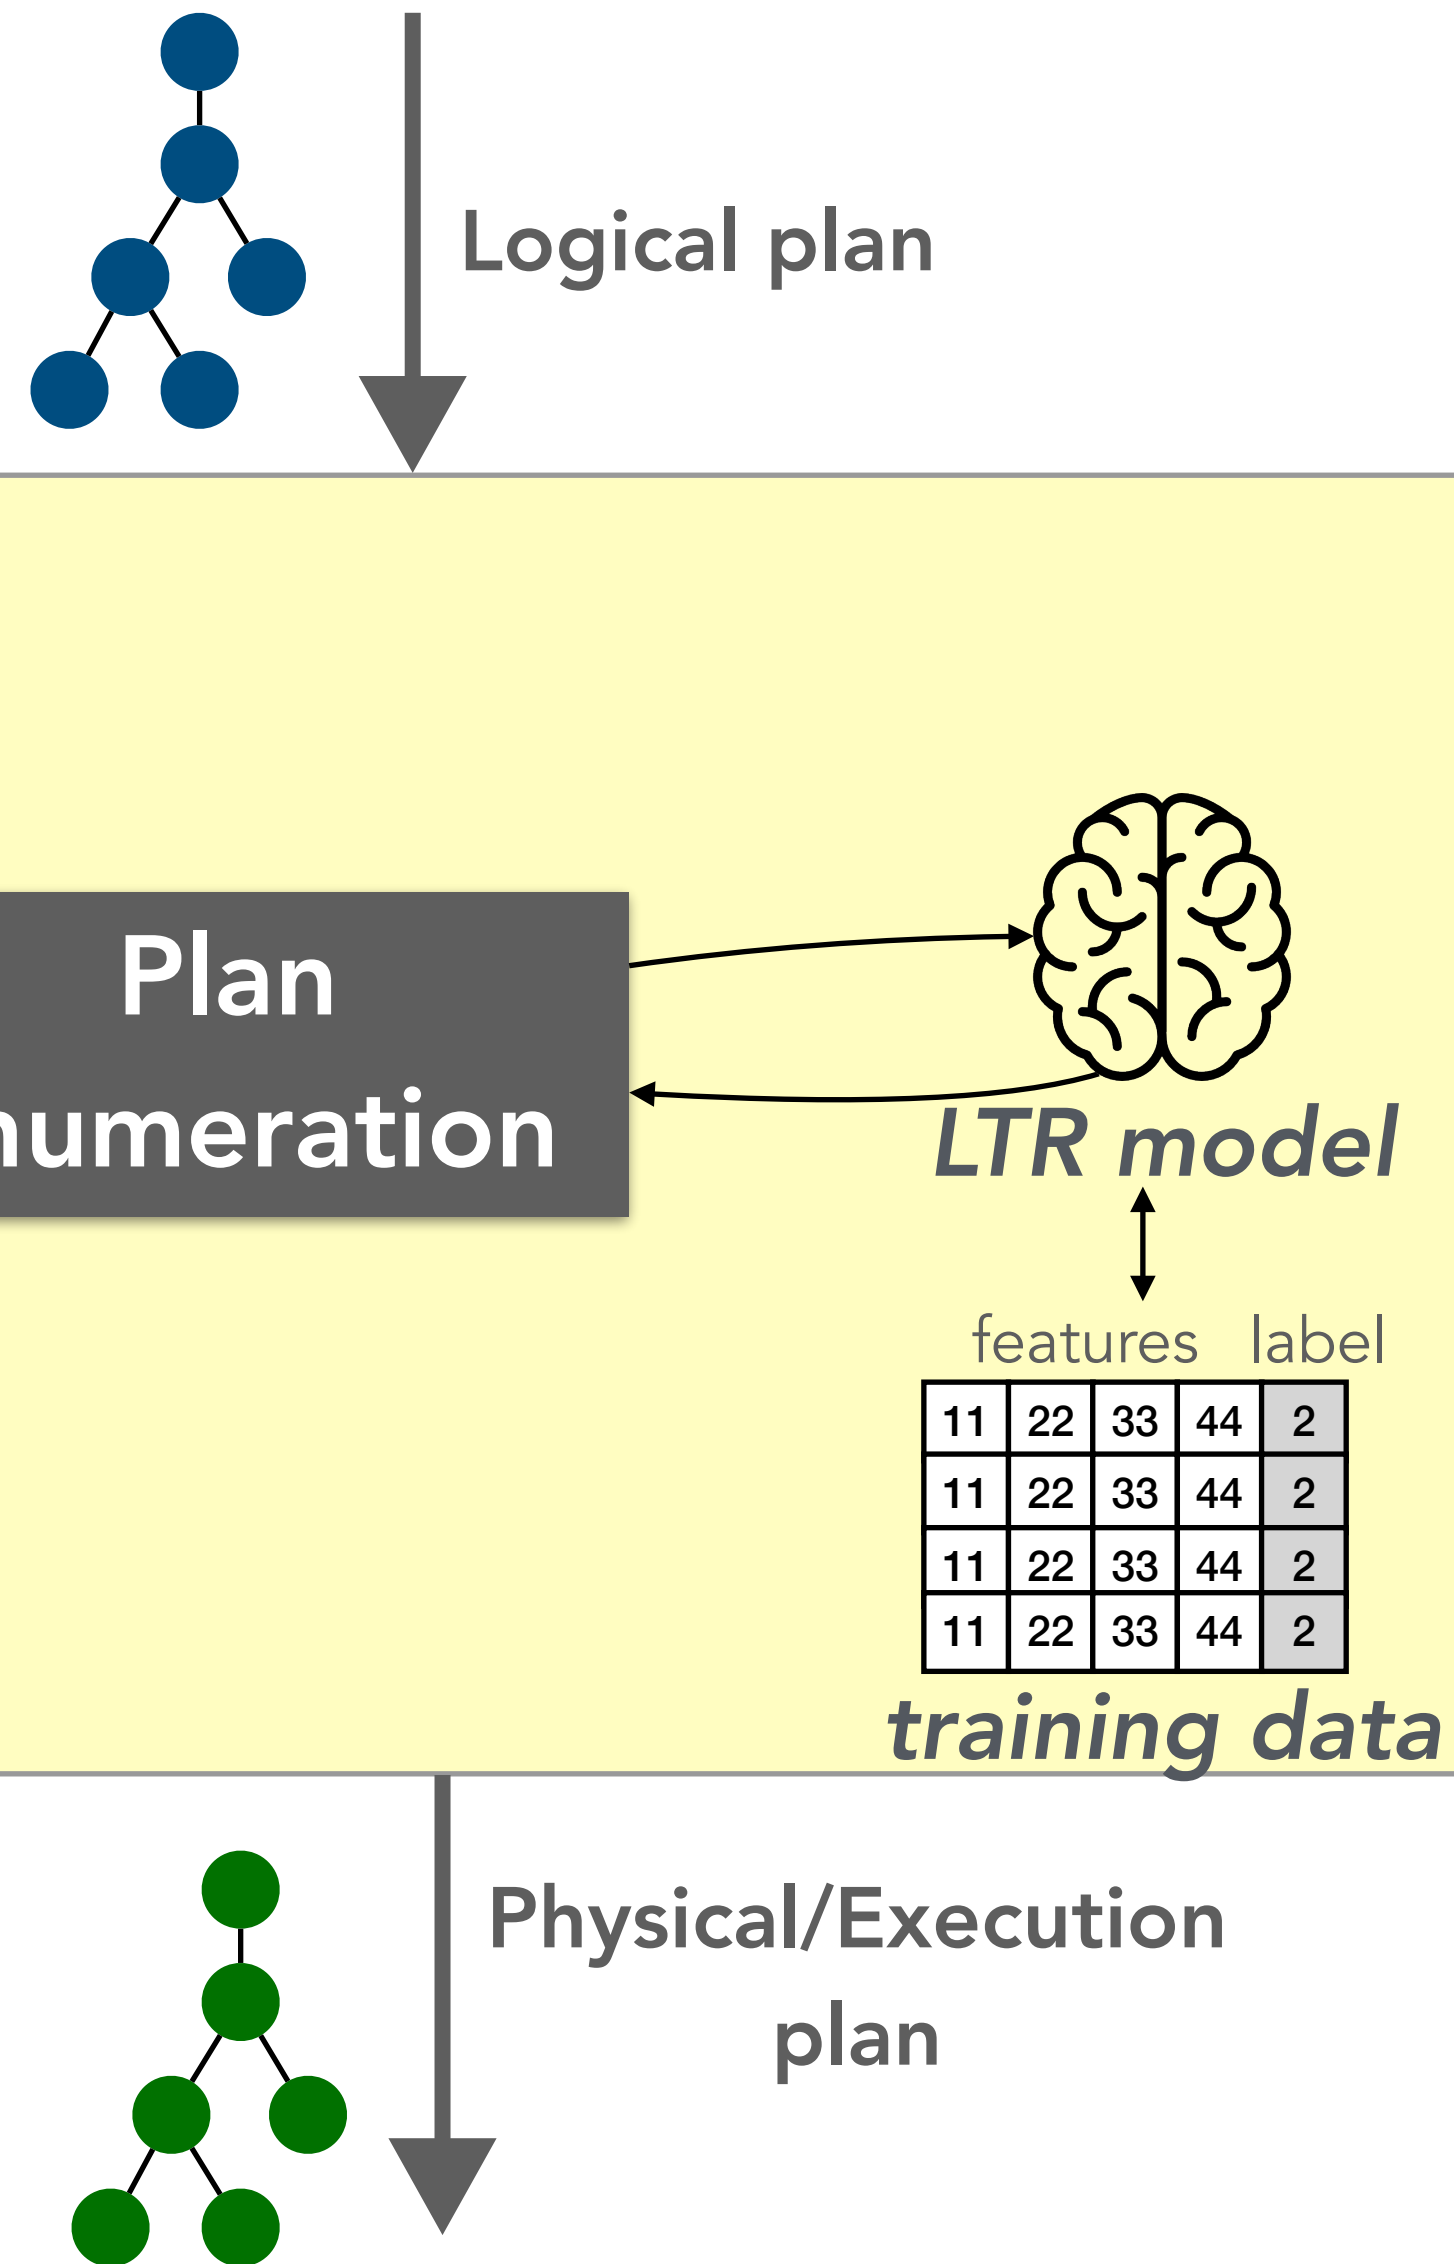 Logical plan
Plan
numeration
LTR model
features label
11 22 33 44 2
11 22 33 44 2
11 22 33 44 2
11 22 33 44 2
training data
Physical/Execution
plan